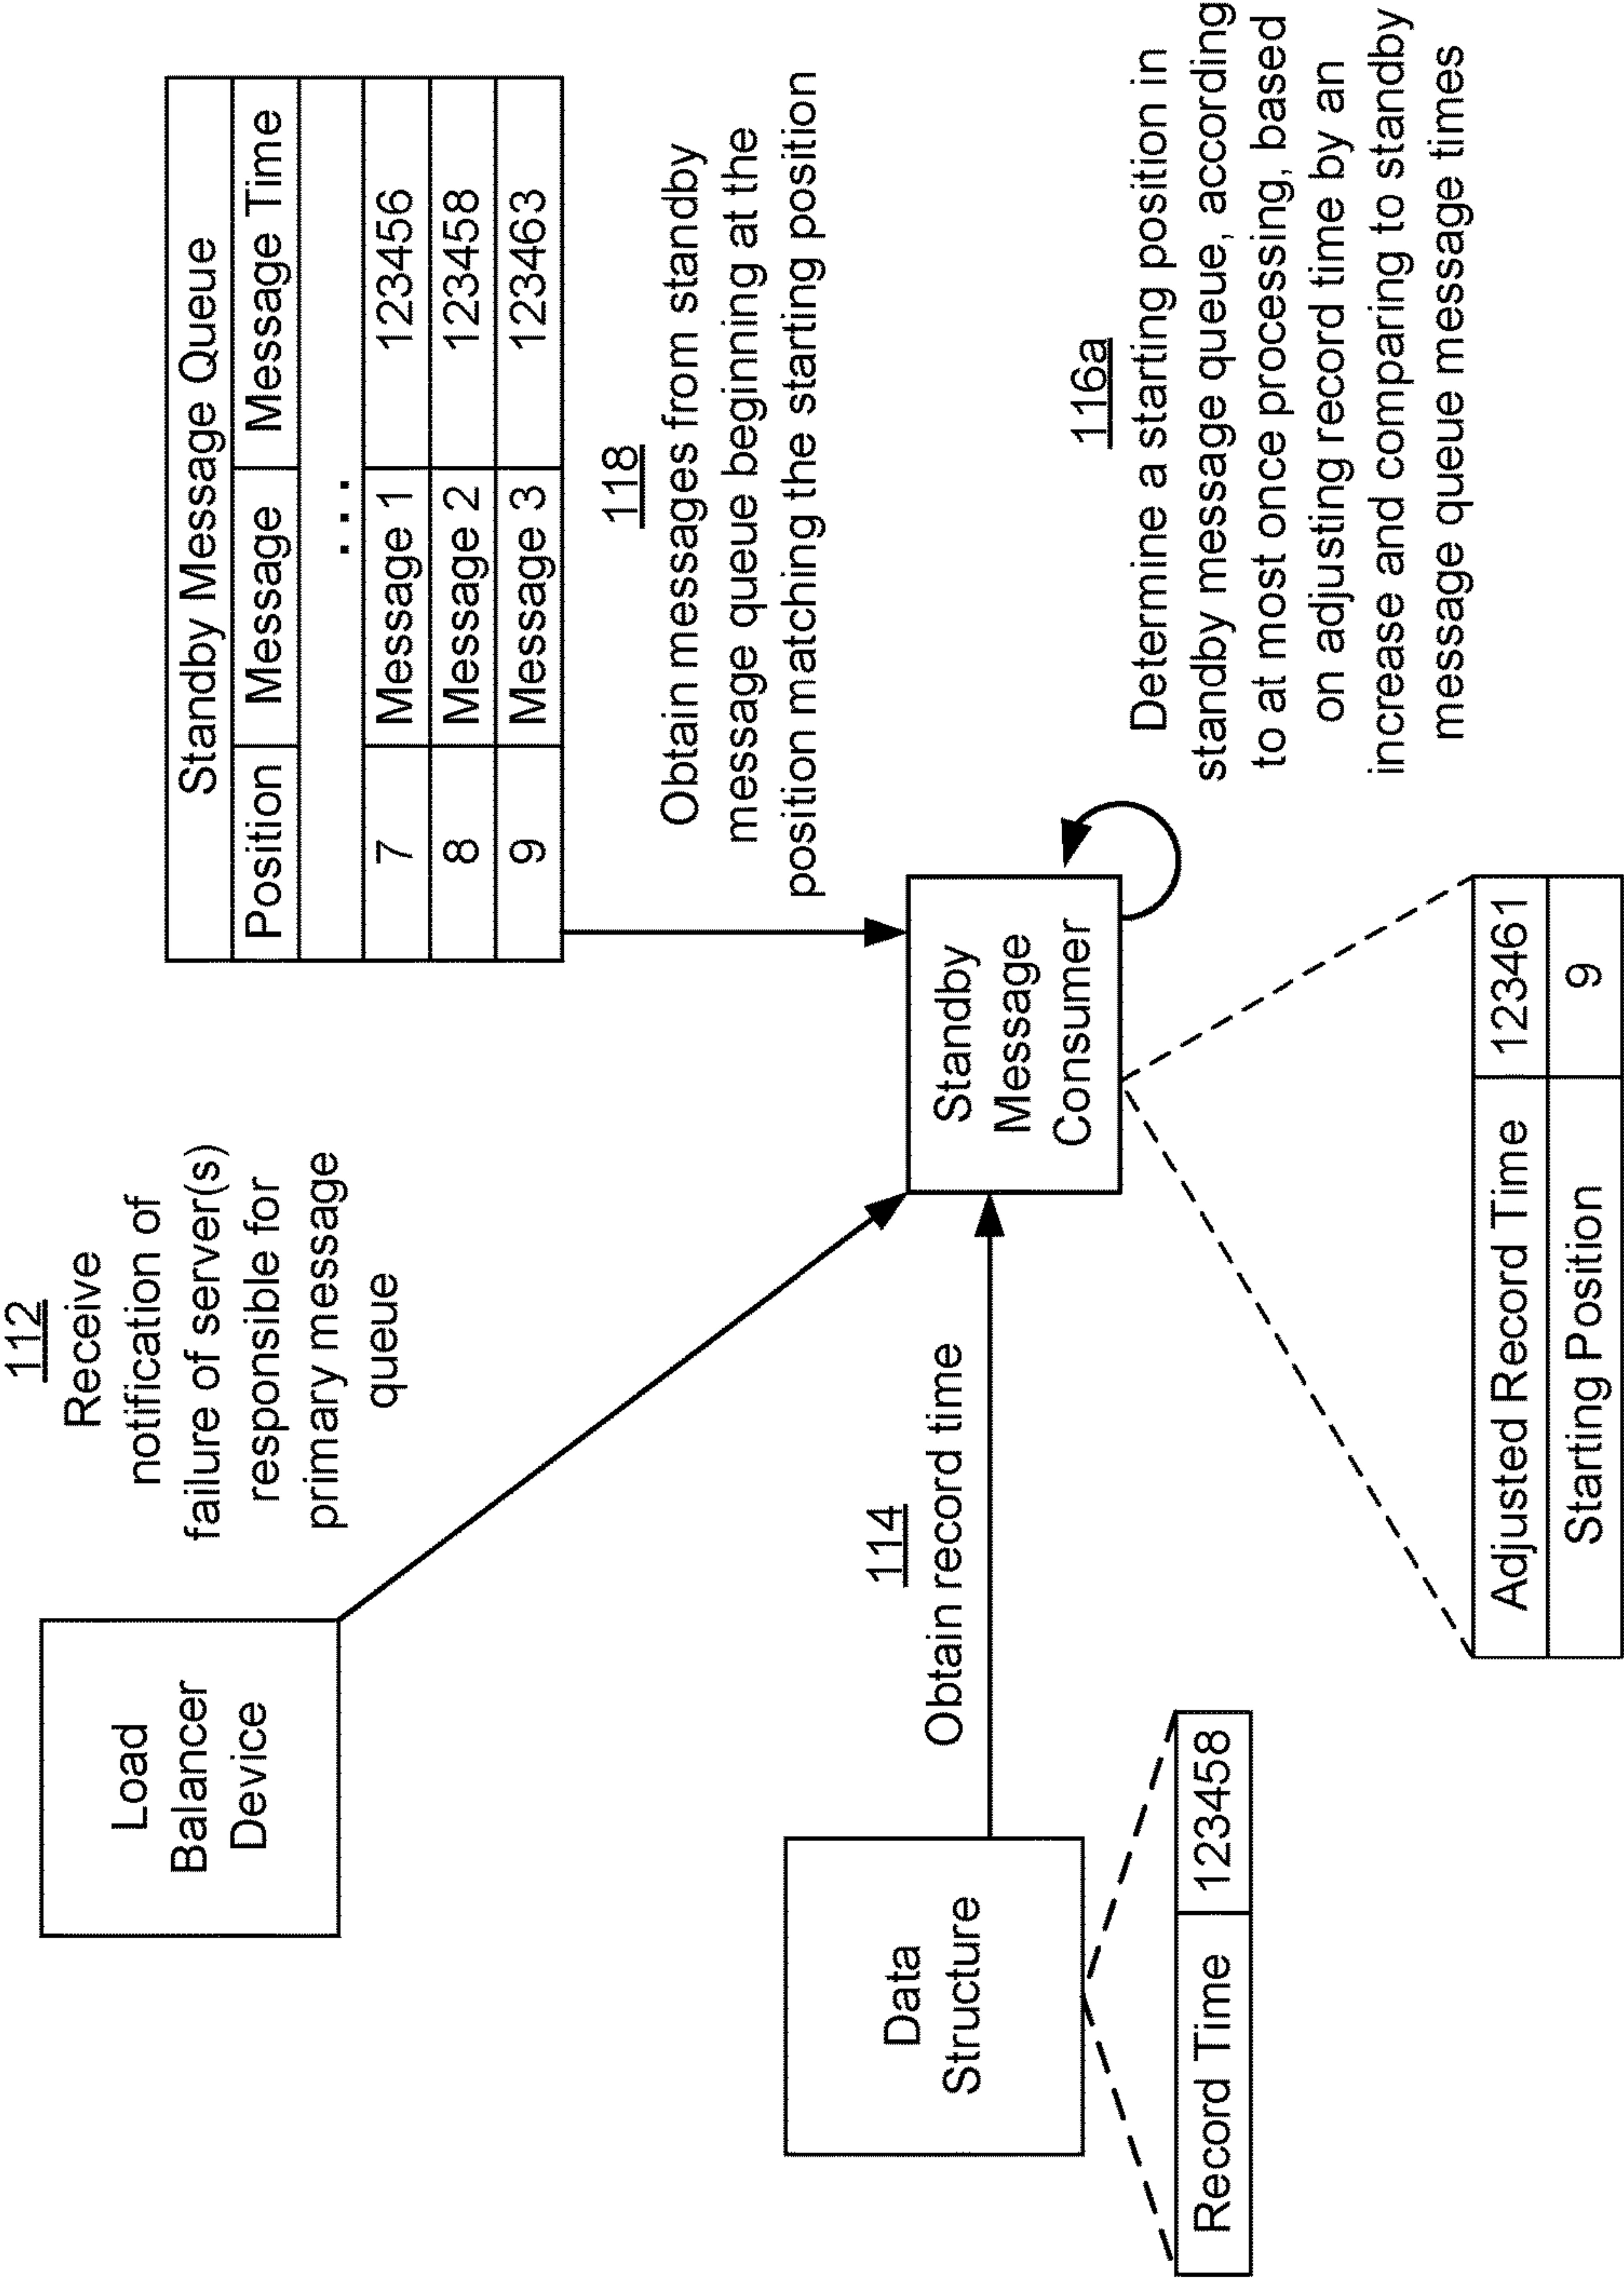 Load
Balancer
Device
112
Receive
notification of
failure of server(s)
responsible for
primary message
queue
Standby Message Queue
Position Message Message Time
...
7 Message 1 123456
8 Message 2 123458
9 Message 3 123463
118
Obtain messages from standby
message queue beginning at the
position matching the starting position
Data
Structure
Record Time 123458
114
Obtain record time
Standby
Message
Consumer
116a
Determine a starting position in
standby message queue, according
to at most once processing, based
on adjusting record time by an
increase and comparing to standby
message queue message times
Adjusted Record Time 123461
Starting Position 9